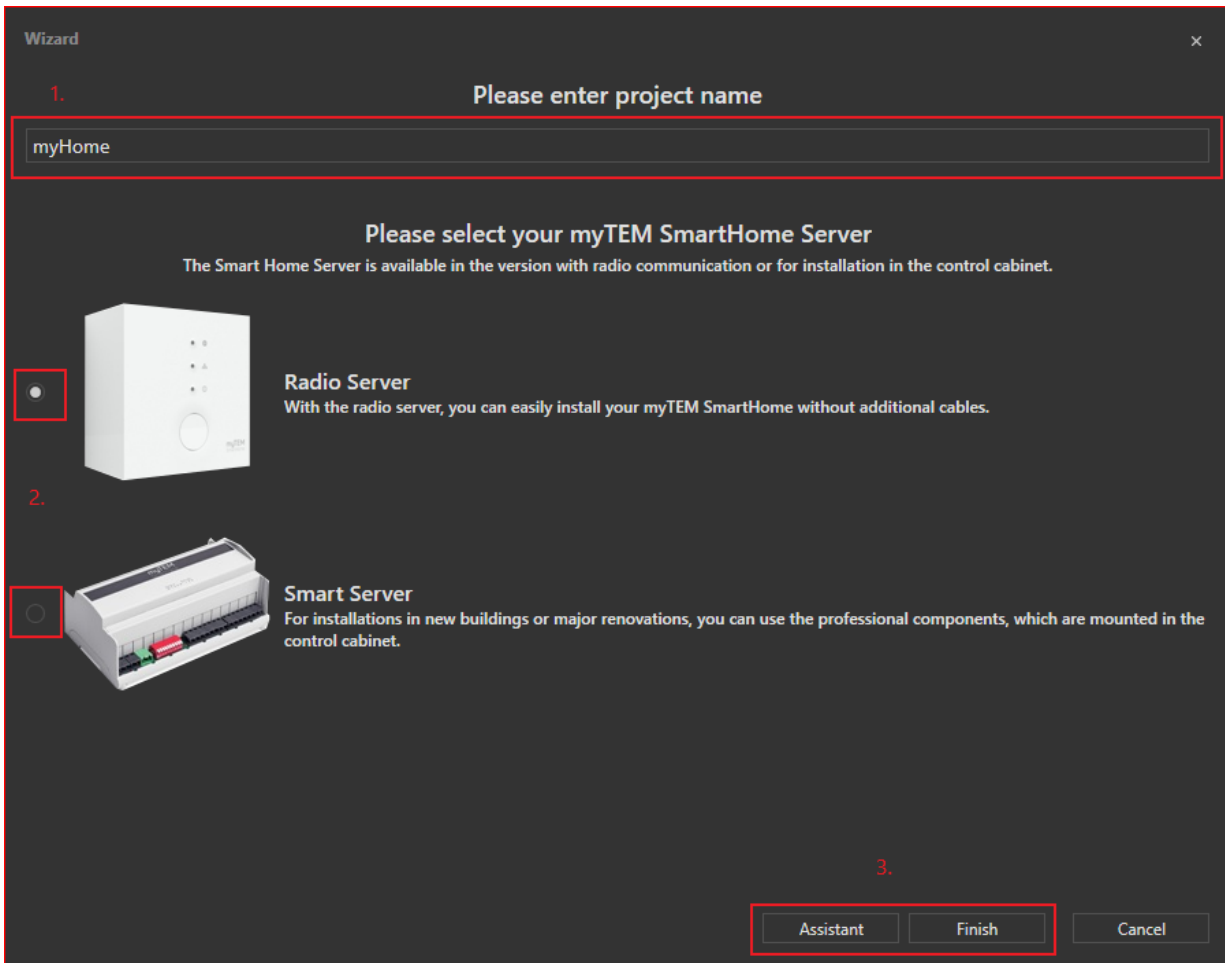 Wizard
×
1.
Please enter project name
myHome
Please select your myTEM SmartHome Server
The Smart Home Server is available in the version with radio communication or for installation in the control cabinet.
Radio Server
With the radio server, you can easily install your myTEM SmartHome without additional cables.
myTEM
2.
myTEM
Smart Server
For installations in new buildings or major renovations, you can use the professional components, which are mounted in the
control cabinet.
3.
Assistant
Finish
Cancel